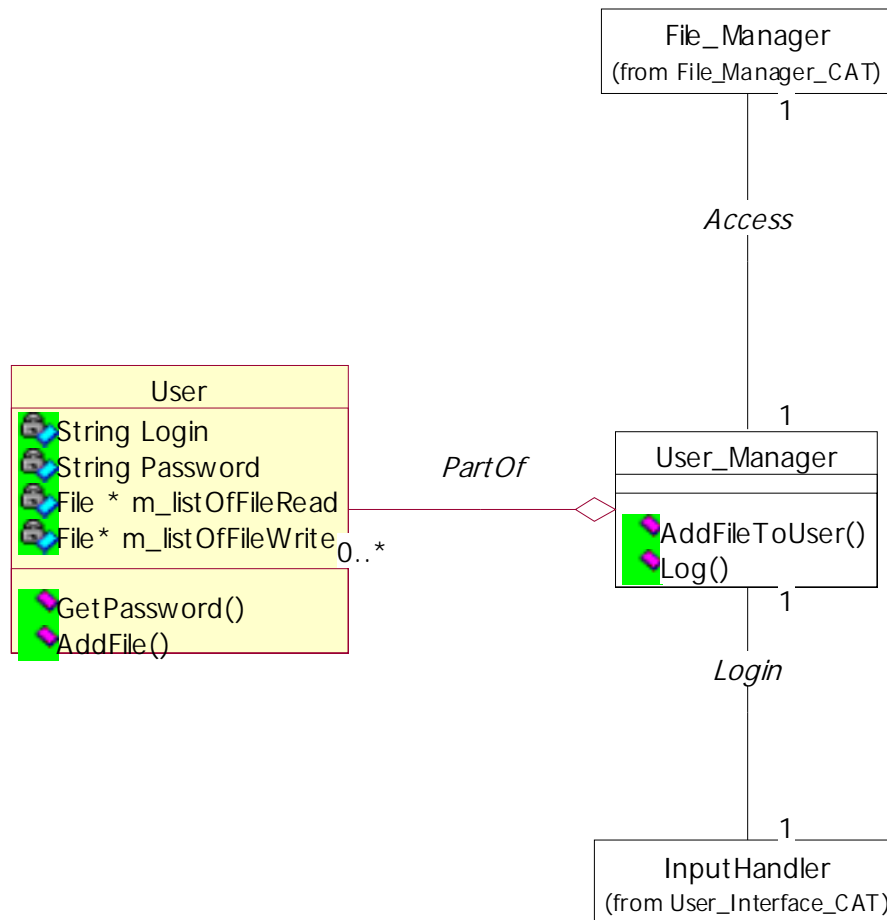 File_Manager
(from File_Manager_CAT)
1
Access
1
User
String Login
String Password
File * m_listOfFileRead
File* m_listOfFileWrite
0..*
GetPassword()
AddFile()
PartOf
User_Manager
AddFileToUser()
Log()
1
Login
1
InputHandler
(from User_Interface_CAT)